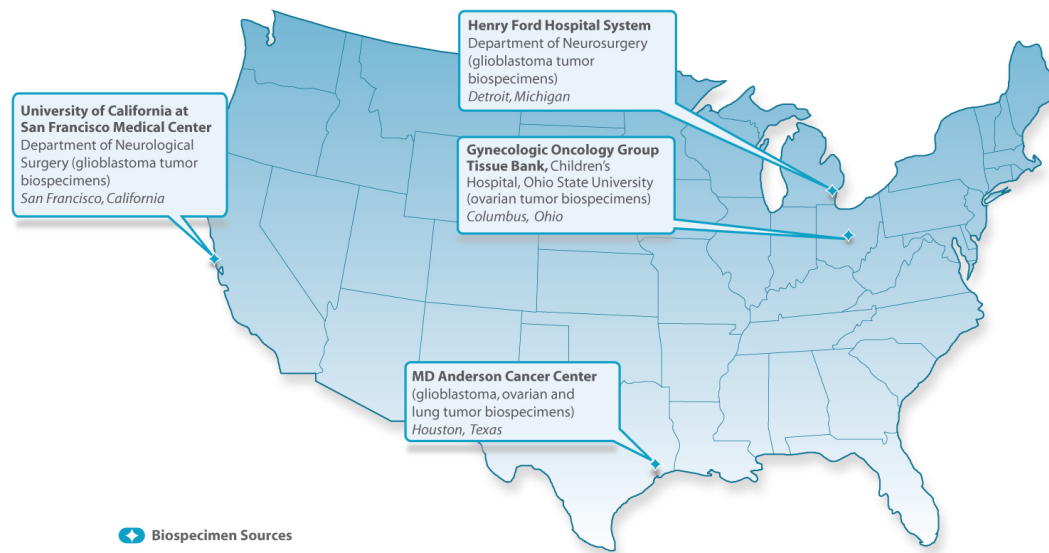 Henry Ford Hospital System
Department of Neurosurgery
(glioblastoma tumor
biospecimens)
Detroit, Michigan
University of California at
San Francisco Medical Center
Department of Neurological
Surgery (glioblastoma tumor
biospecimens)
San Francisco, California
Gynecologic Oncology Group
Tissue Bank, Children's
Hospital, Ohio State University
(ovarian tumor biospecimens)
Columbus, Ohio
MD Anderson Cancer Center
(glioblastoma, ovarian and
lung tumor biospecimens)
Houston, Texas
Biospecimen Sources